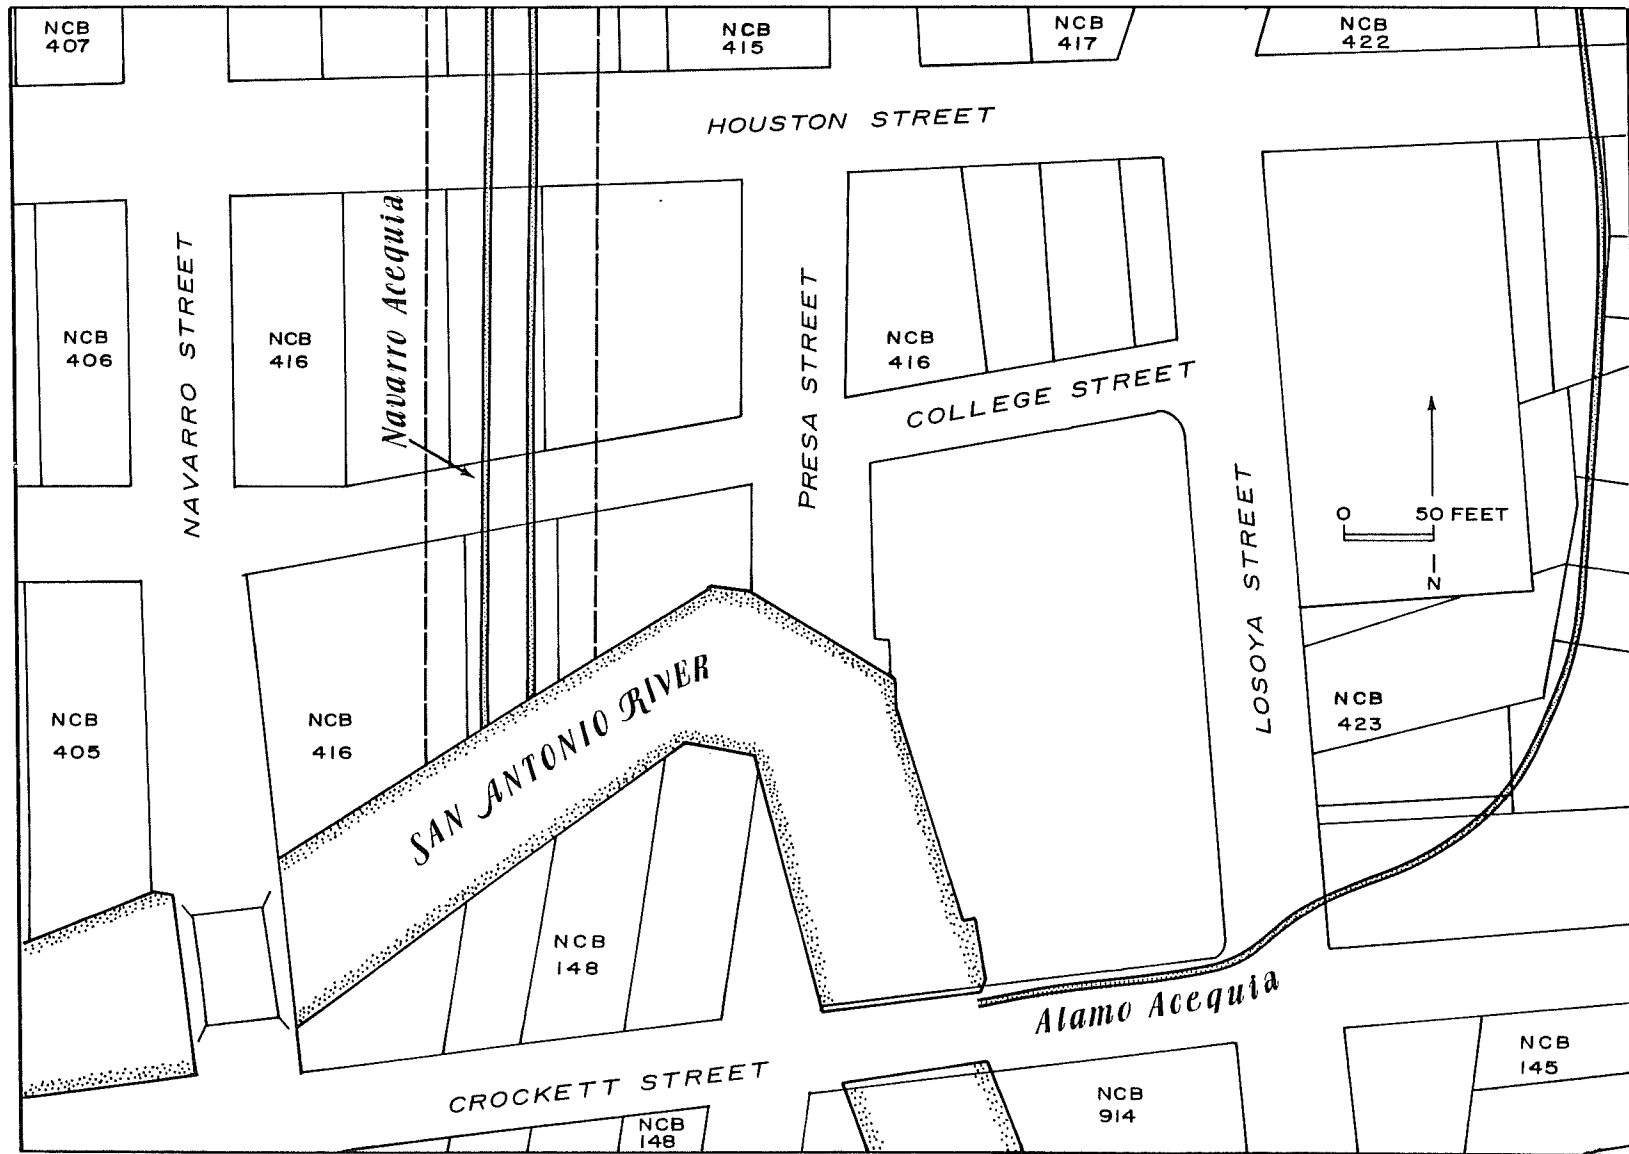 NCB
407
NCB
415
NCB
417
NCB
422
HOUSTON STREET
NAVARRO STREET
Navarro Acequia
PRESA STREET
NCB
406
NCB
416
NCB
416
COLLEGE STREET
LOSOYA STREET
0 50 FEET
N
NCB
405
NCB
416
SAN ANTONIO RIVER
NCB
423
NCB
148
Alamo Acequia
CROCKETT STREET
NCB
148
NCB
914
NCB
145